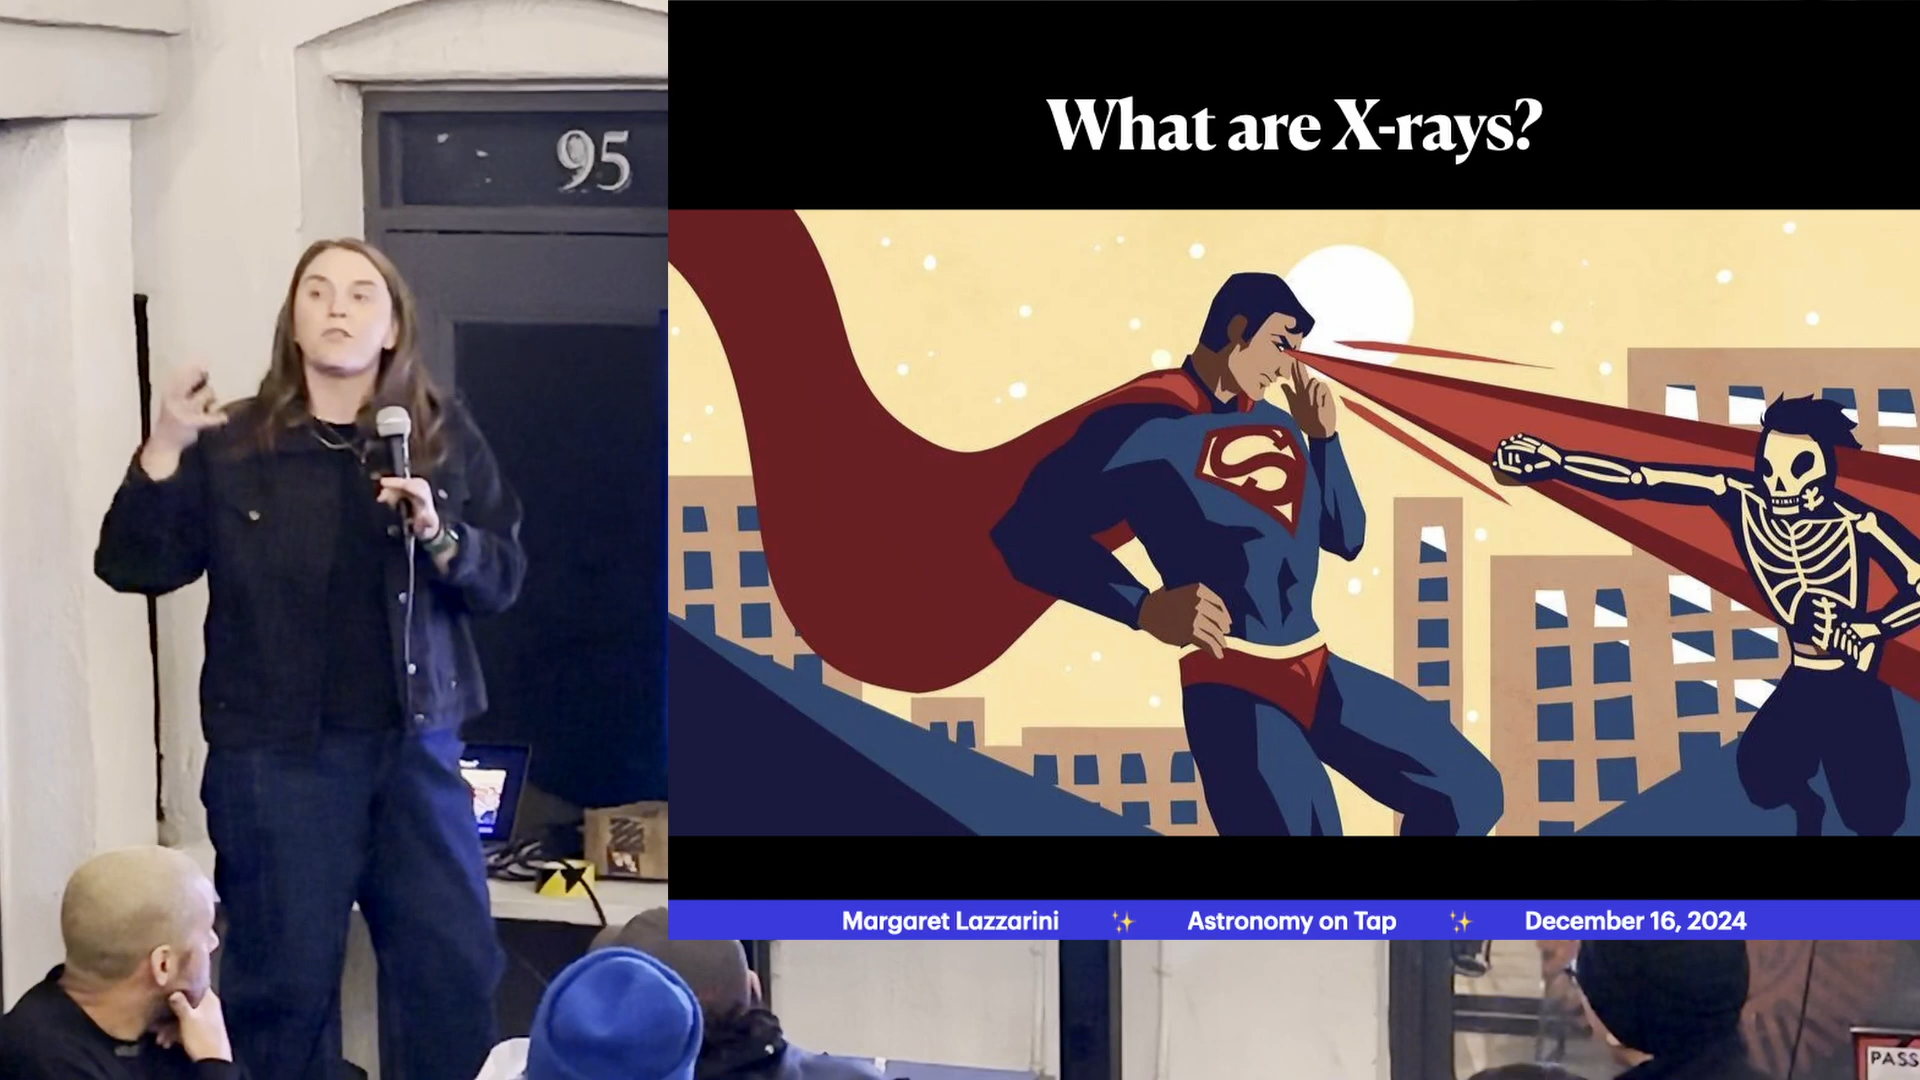 95
What are X-rays?
S
Margaret Lazzarini ✨ Astronomy on Tap ✨ December 16, 2024
PASS